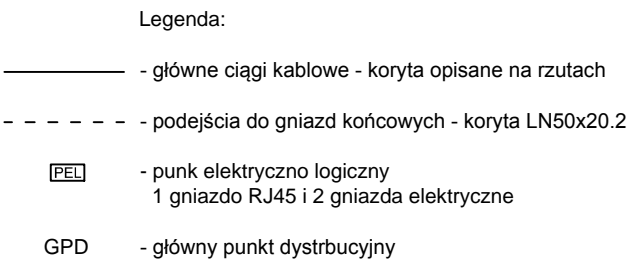 Legenda:
- główne ciągi kablowe - koryta opisane na rzutach
- podejścia do gniazd końcowych - koryta LN50x20.2
PEL - punk elektryczno logiczny
1 gniazdo RJ45 i 2 gniazda elektryczne
GPD - główny punkt dystrbucyjny